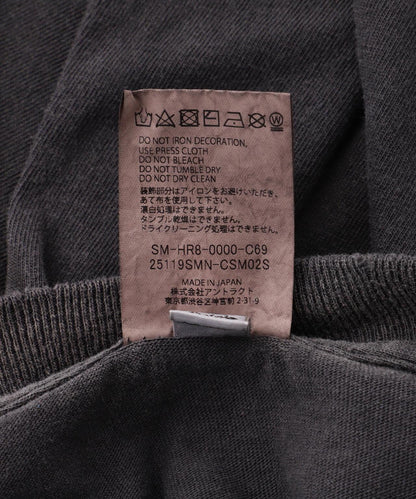 DO NOT IRON DECORATION,
USE PRESS CLOTH
DO NOT BLEACH
DO NOT TUMBLE DRY
DO NOT DRY CLEAN
装飾部分はアイロンをお避けいただき、
あて布を使用して下さい。
漂白処理はできません。
タンブル乾燥はできません。
ドライクリーニング処理はできません。
SM-HR8-0000-C69
25119SMN-CSM02S
MADE IN JAPAN
株式会社アントラクト
東京都渋谷区神宮前2-31-9